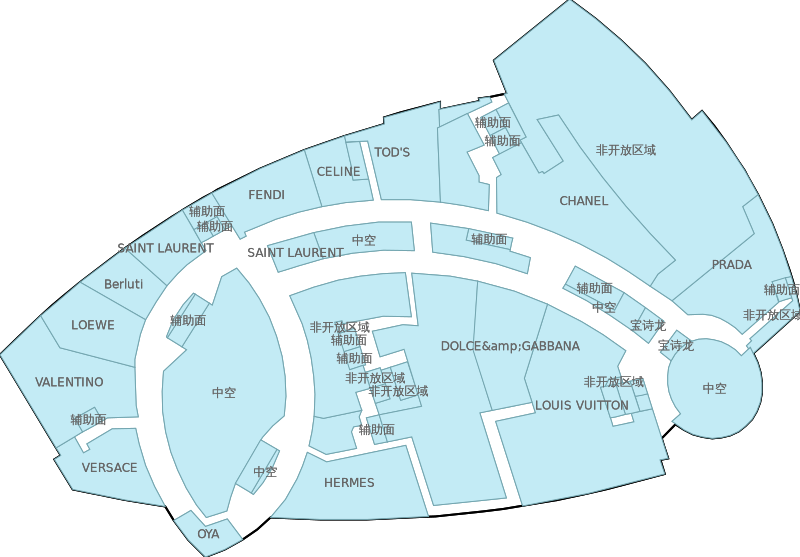 辅助面
TOD'S
辅助面
非开放区域
CELINE
FENDI
CHANEL
辅助面
辅助面
中空
辅助面
SAINT LAURENT
SAINT LAURENT
PRADA
Berluti
辅助面
辅助面
中空
非开放区域
辅助面
LOEWE
非开放区域
宝诗龙
辅助面
DOLCE&amp;GABBANA
宝诗龙
辅助面
VALENTINO
非开放区域
非开放区域
中空
非开放区域
中空
LOUIS VUITTON
辅助面
辅助面
VERSACE
中空
HERMES
OYA